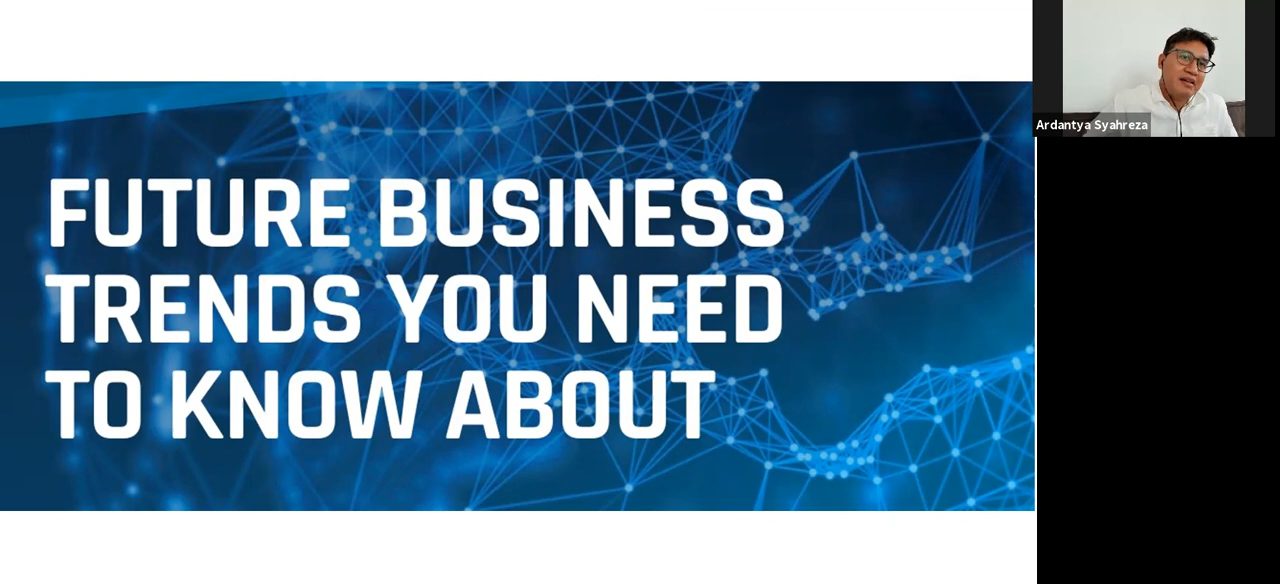 FUTURE BUSINESS
TRENDS YOU NEED
TO KNOW ABOUT
Ardantya Syahreza